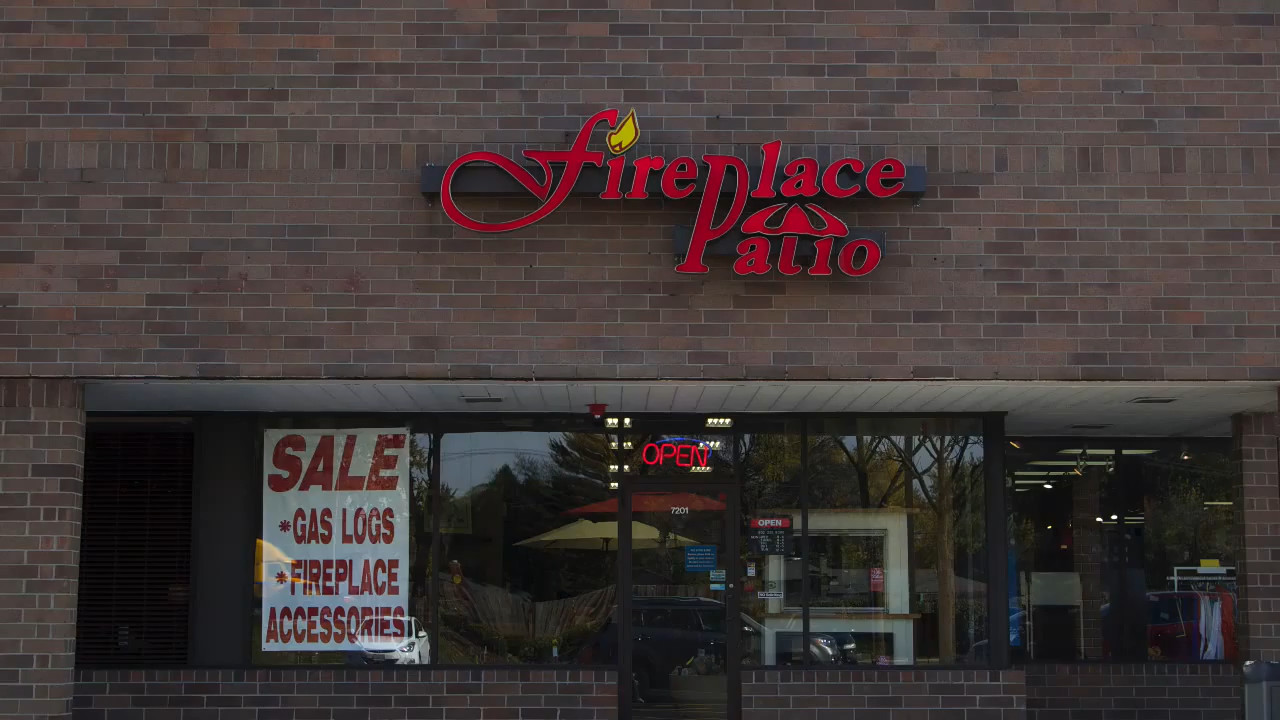 Fireplace
Patio
SALE
*GAS LOGS
*FIREPLACE
ACCESSORIES
OPEN
7201
OPEN